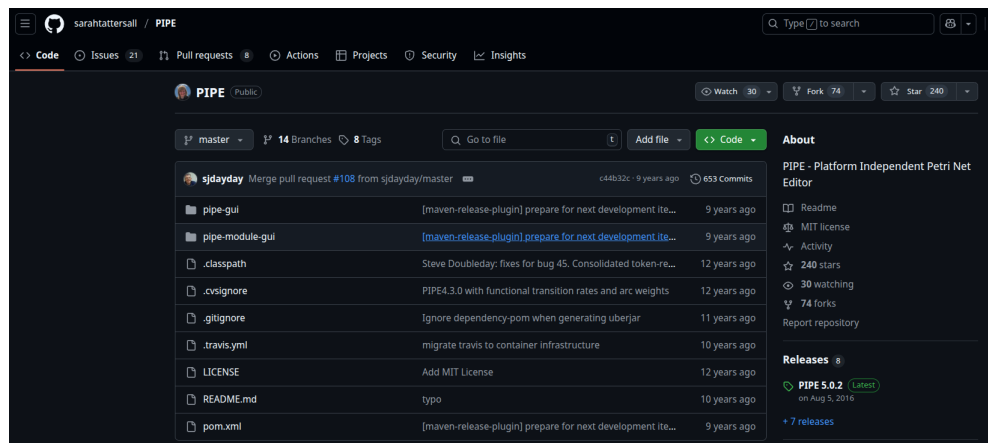 sarahtattersall / PIPE
Type / to search
Code Issues 21 Pull requests 8 Actions Projects Security Insights
PIPE Public
Watch 30 Fork 74 Star 240
master 14 Branches 8 Tags Go to file t Add file Code
sjdayday Merge pull request #108 from sjdayday/master c44b32c · 9 years ago 653 Commits
pipe-gui [maven-release-plugin] prepare for next development ite... 9 years ago
pipe-module-gui [maven-release-plugin] prepare for next development ite... 9 years ago
.classpath Steve Doubleday: fixes for bug 45. Consolidated token-re... 12 years ago
.cvsignore PIPE4.3.0 with functional transition rates and arc weights 12 years ago
.gitignore Ignore dependency-pom when generating uberjar 11 years ago
.travis.yml migrate travis to container infrastructure 10 years ago
LICENSE Add MIT License 12 years ago
README.md typo 10 years ago
pom.xml [maven-release-plugin] prepare for next development ite... 9 years ago
About
PIPE - Platform Independent Petri Net
Editor
Readme
MIT license
Activity
240 stars
30 watching
74 forks
Report repository
Releases 8
PIPE 5.0.2 Latest
on Aug 5, 2016
+ 7 releases